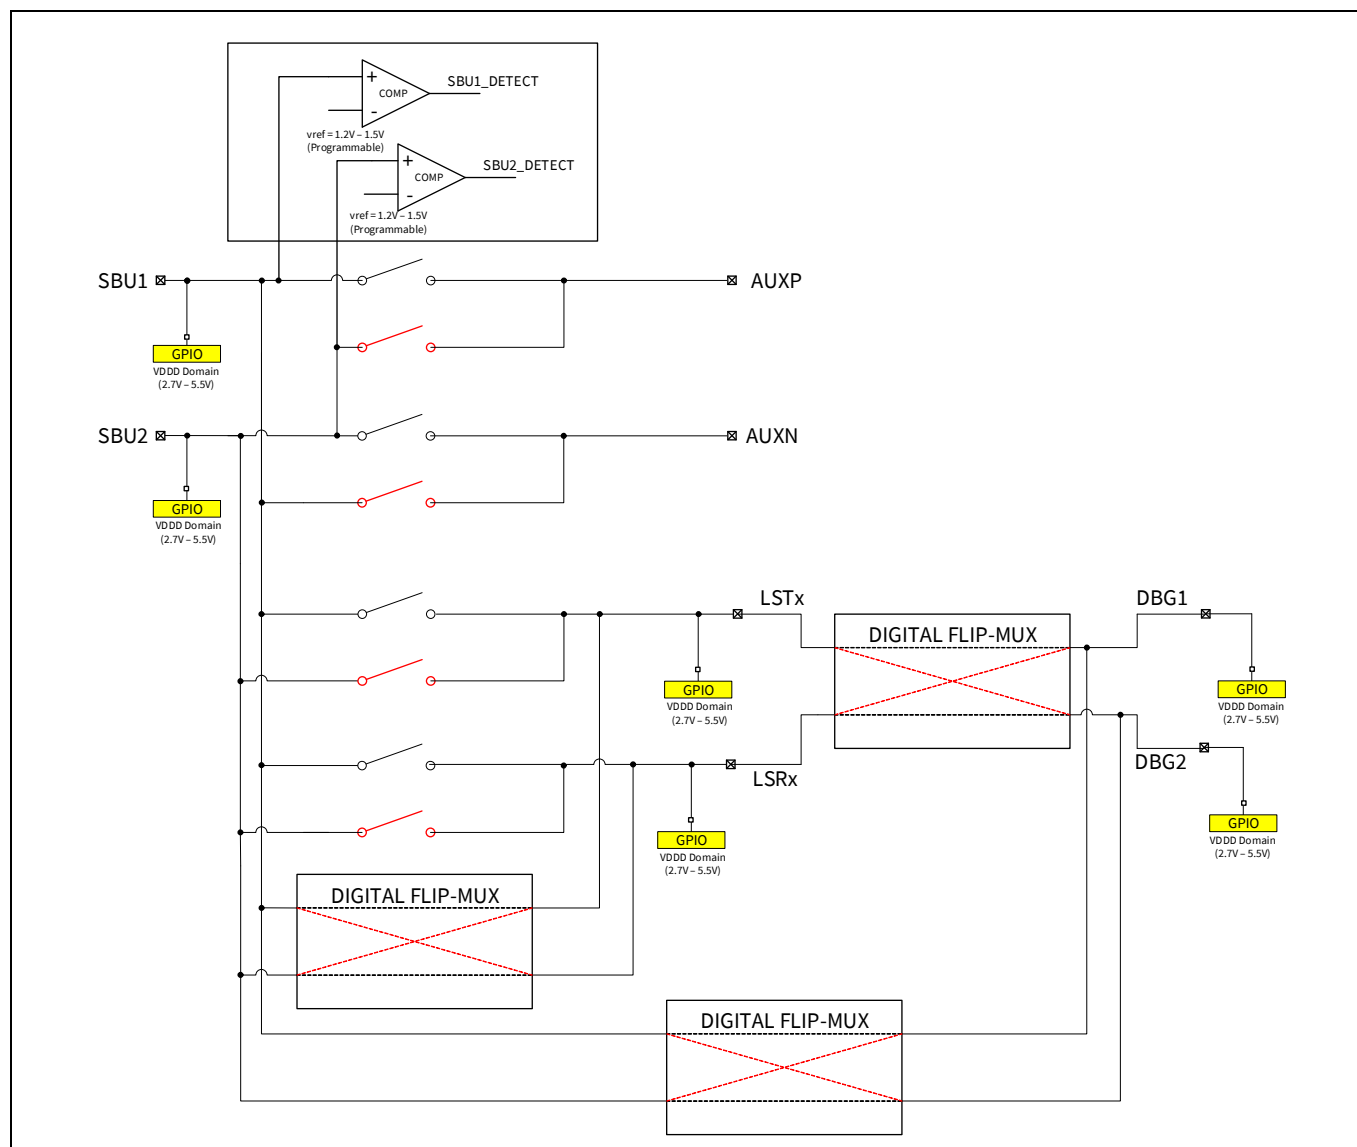 SBU1_DETECT
+
COMP
-
vref = 1.2V – 1.5V
(Programmable)
SBU2_DETECT
+
COMP
-
vref = 1.2V – 1.5V
(Programmable)
SBU1
AUXP
GPIO
VDDD Domain
(2.7V – 5.5V)
SBU2
AUXN
GPIO
VDDD Domain
(2.7V – 5.5V)
LSTx
DBG1
DIGITAL FLIP-MUX
GPIO
VDDD Domain
(2.7V – 5.5V)
GPIO
VDDD Domain
(2.7V – 5.5V)
LSRx
DBG2
GPIO
VDDD Domain
(2.7V – 5.5V)
GPIO
VDDD Domain
(2.7V – 5.5V)
DIGITAL FLIP-MUX
DIGITAL FLIP-MUX